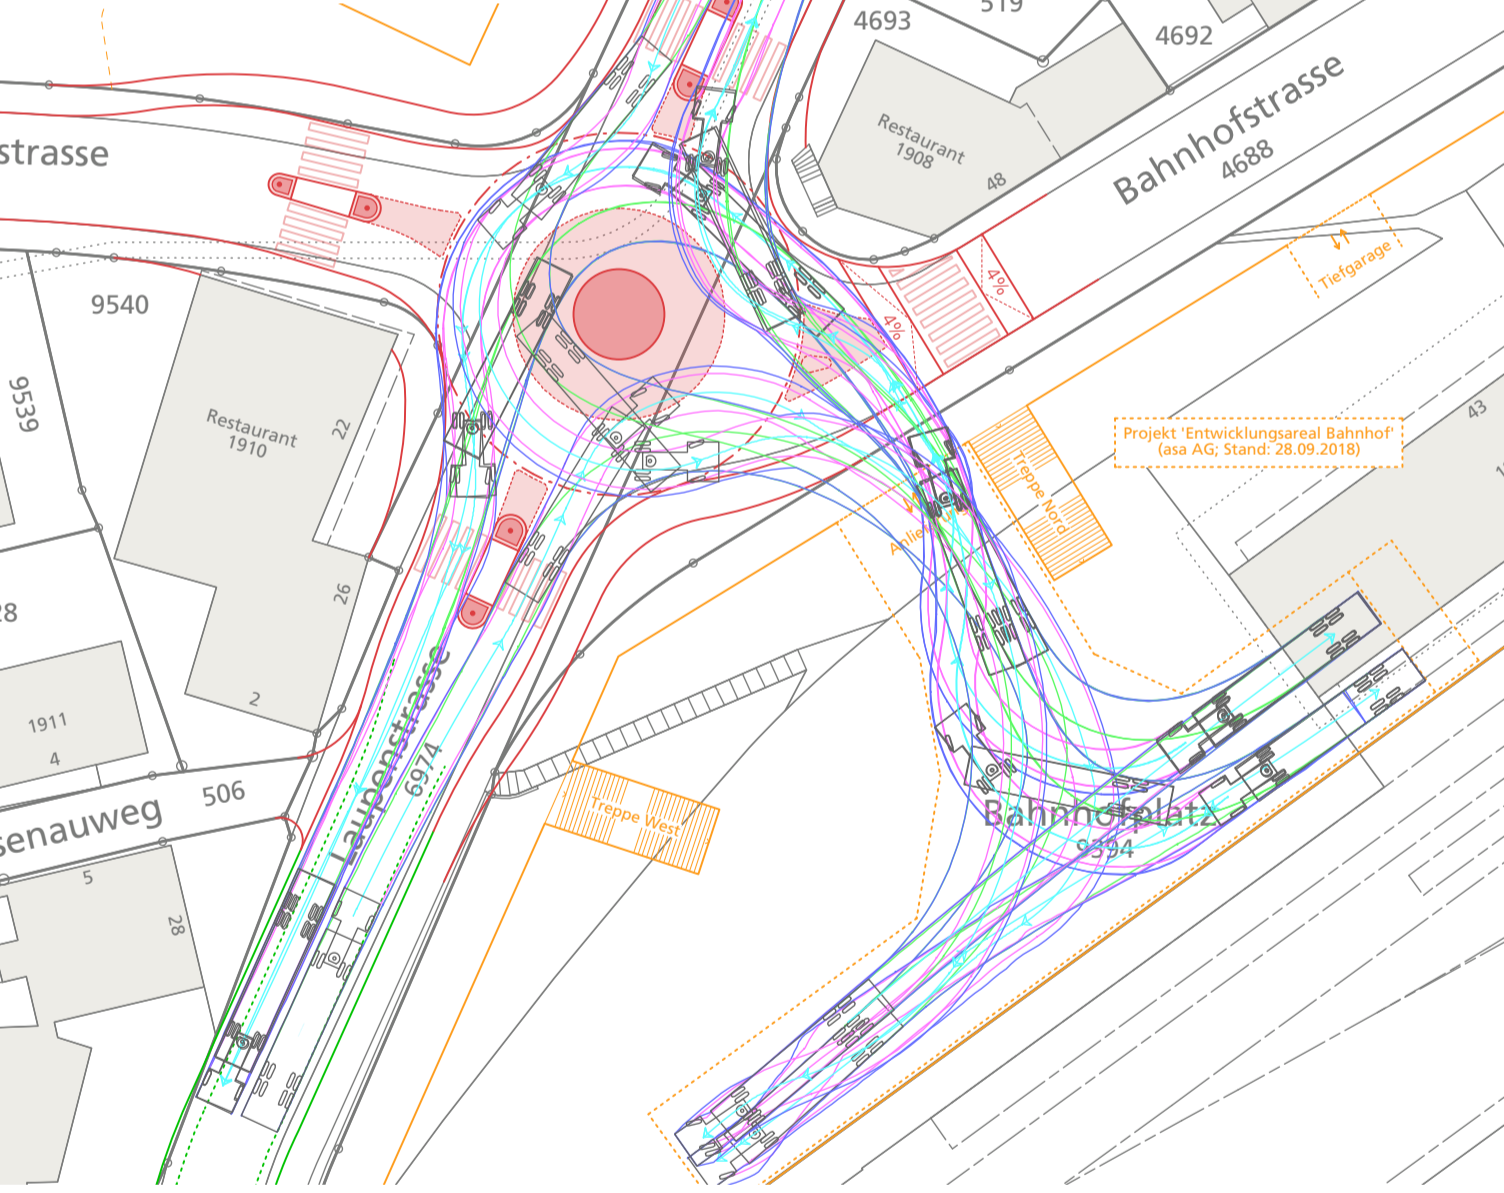 4693
519
4692
strasse
Restaurant
1908
48
Bahnhofstrasse
4688
4%
4%
Tiefgarage
9540
9539
Restaurant
1910
22
26
2
43
Projekt 'Entwicklungsareal Bahnhof'
(asa AG; Stand: 28.09.2018)
Treppe Nord
28
1911
4
Laupenstrasse
6974
506
senauweg
5
28
Treppe West
Bahnhofplatz
9394